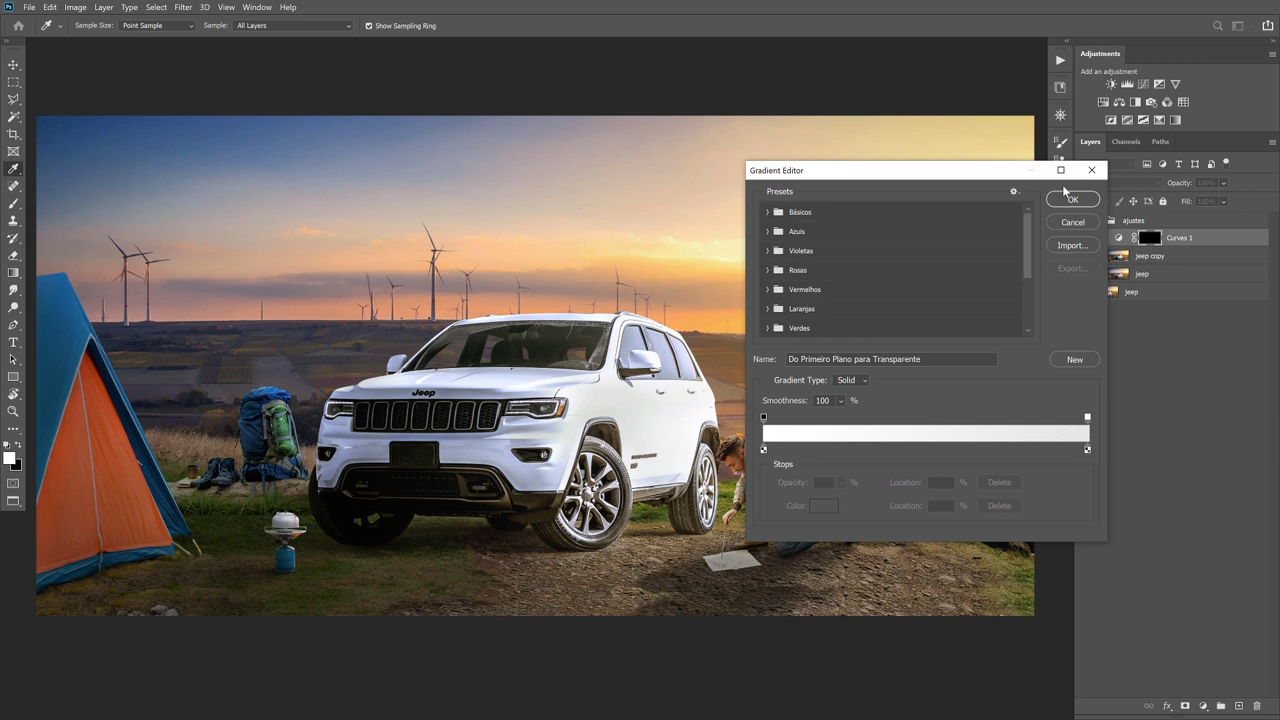 Ps File Edit Image Layer Type Select Filter 3D View Window Help
Sample Size: Point Sample Sample: All Layers Show Sampling Ring
Adjustments
Add an adjustment
Layers Channels Paths
Opacity: 100%
Fill: 100%
ajustes
Curves 1
jeep copy
jeep
jeep
Gradient Editor
Presets
Básicos
Azuis
Violetas
Rosas
Vermelhos
Laranjas
Verdes
OK
Cancel
Import...
Export...
Name: Do Primeiro Plano para Transparente
New
Gradient Type: Solid
Smoothness: 100 %
Stops
Opacity: % Location: % Delete
Color: Location: % Delete
Jeep